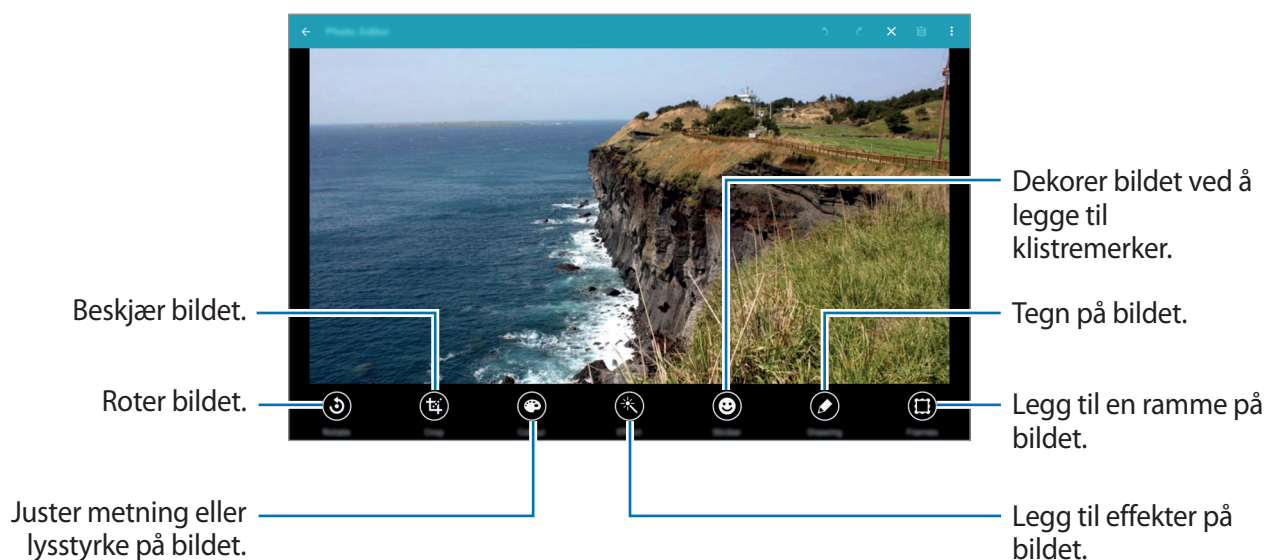 Dekorer bildet ved å
legge til
klistremerker.
Beskjær bildet.
Tegn på bildet.
Roter bildet.
Legg til en ramme på
bildet.
Juster metning eller
lysstyrke på bildet.
Legg til effekter på
bildet.